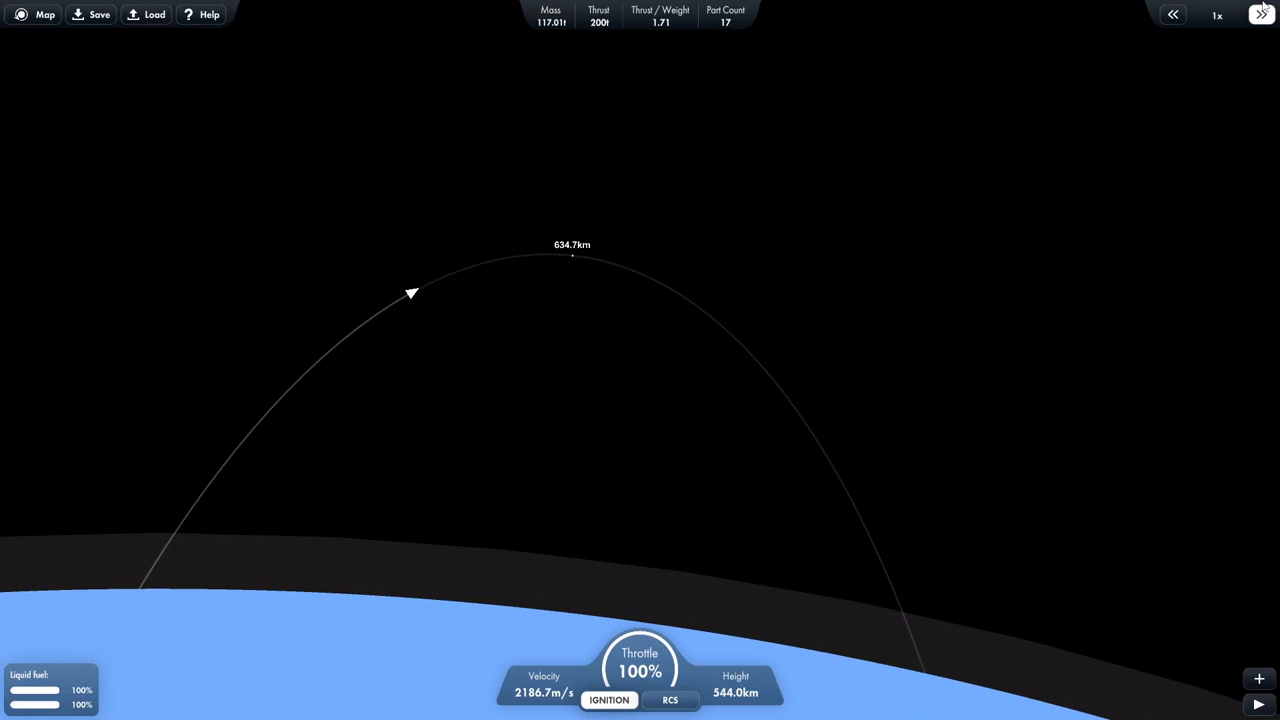 Map
Save
Load
? Help
Mass
117.01t
Thrust
200t
Thrust / Weight
1.71
Part Count
17
1x
634.7km
Liquid fuel:
100%
100%
Throttle
100%
Velocity
2186.7m/s
IGNITION
RCS
Height
544.0km